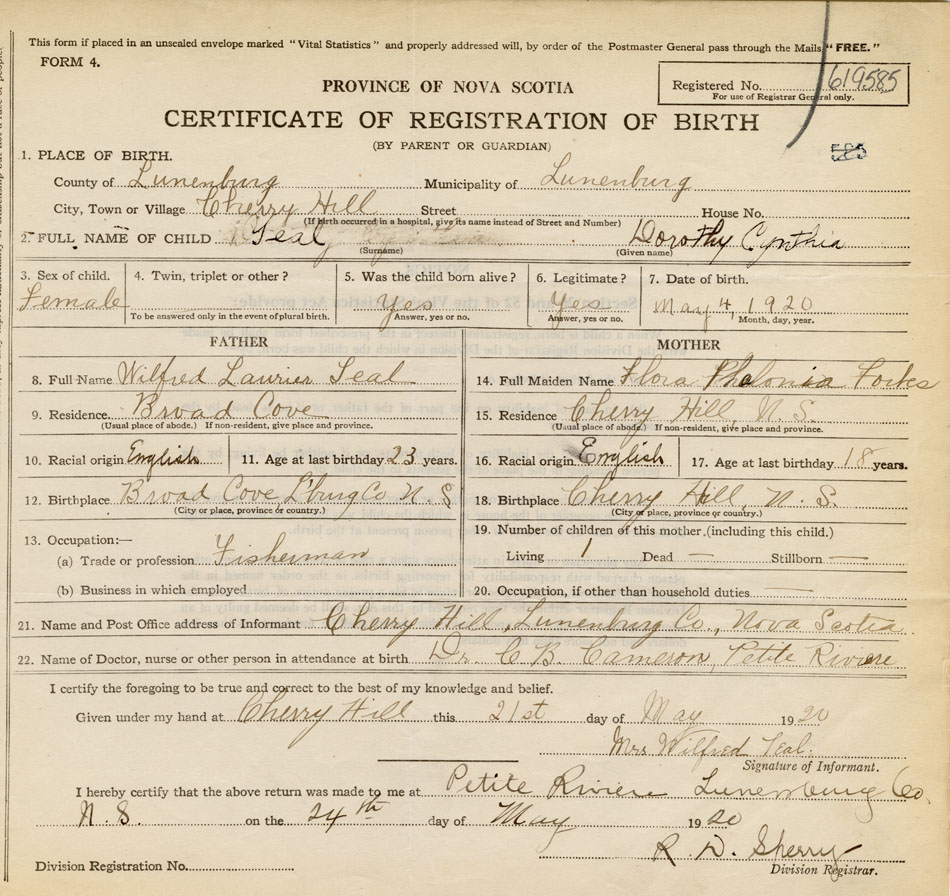 This form if placed in an unsealed envelope marked "Vital Statistics" and properly addressed will, by order of the Postmaster General pass through the Mails "FREE."
FORM 4.
PROVINCE OF NOVA SCOTIA
Registered No. 619585
For use of Registrar General only.
CERTIFICATE OF REGISTRATION OF BIRTH
(BY PARENT OR GUARDIAN)
585
1. PLACE OF BIRTH.
County of Lunenburg Municipality of Lunenburg
City, Town or Village Cherry Hill Street House No.
(If birth occurred in a hospital, give its name instead of Street and Number)
2. FULL NAME OF CHILD Teal Dorothy Cynthia
(Surname) (Given name)
3. Sex of child. 4. Twin, triplet or other? 5. Was the child born alive? 6. Legitimate? 7. Date of birth.
Female Yes Yes May 4, 1920
To be answered only in the event of plural birth. Answer, yes or no. Answer, yes or no. Month, day, year.
FATHER
8. Full Name Wilfred Laurier Teal
9. Residence Broad Cove
(Usual place of abode.) If non-resident, give place and province.
10. Racial origin English 11. Age at last birthday 23 years.
12. Birthplace Broad Cove L'burg Co N. S
(City or place, province or country.)
13. Occupation:—
(a) Trade or profession Fisherman
(b) Business in which employed
MOTHER
14. Full Maiden Name Flora Phelonia Forbes
15. Residence Cherry Hill, N. S.
(Usual place of abode.) If non-resident, give place and province.
16. Racial origin English 17. Age at last birthday 18 years.
18. Birthplace Cherry Hill, N. S.
(City or place, province or country.)
19. Number of children of this mother (including this child.)
Living 1 Dead — Stillborn —
20. Occupation, if other than household duties —
21. Name and Post Office address of Informant Cherry Hill, Lunenburg Co., Nova Scotia
22. Name of Doctor, nurse or other person in attendance at birth Dr. C B. Cameron, Petite Riviere
I certify the foregoing to be true and correct to the best of my knowledge and belief.
Given under my hand at Cherry Hill this 21st day of May 1920
Mrs Wilfred Teal.
Signature of Informant.
I hereby certify that the above return was made to me at Petite Riviere Lunenburg Co.
N. S. on the 24th day of May 1920
R. D. Sperry
Division Registration No. Division Registrar.